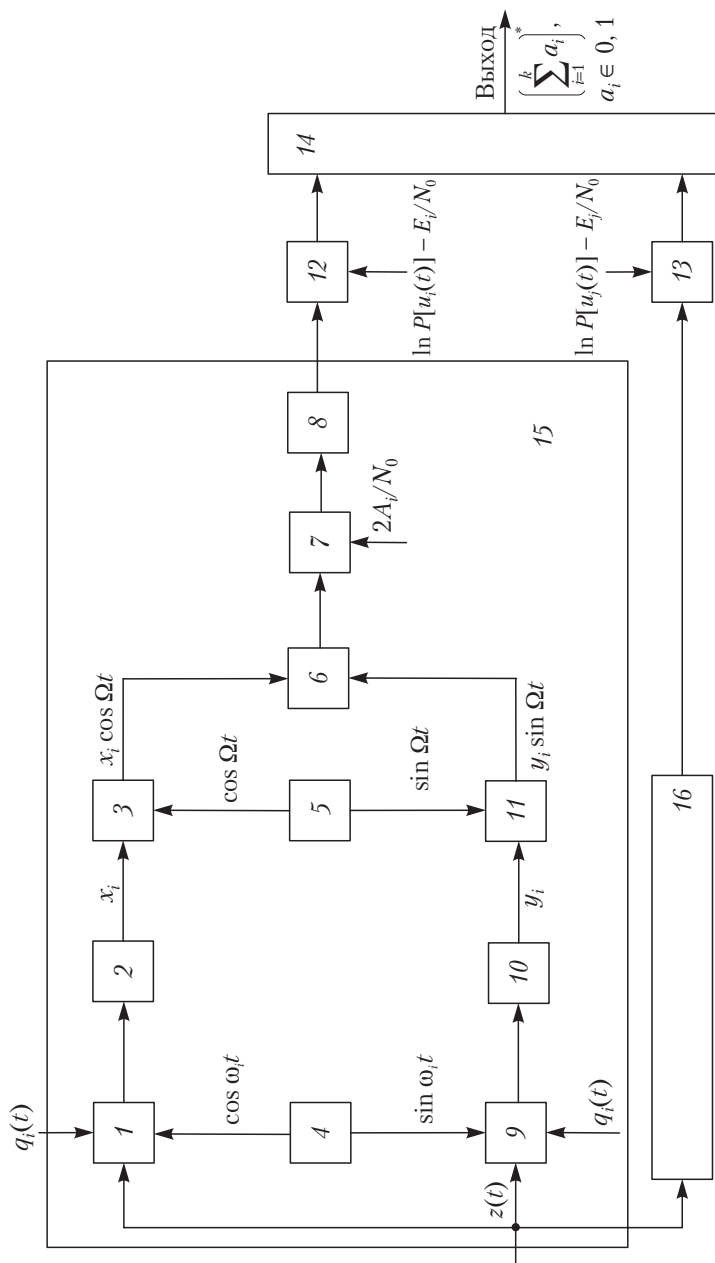 q_i(t)
1
2
x_i
3
x_i cos Ωt
cos ω_it
cos Ωt
4
5
6
7
8
12
14
2A_i/N_0
ln P[u_i(t)] − E_i/N_0
sin ω_it
sin Ωt
z(t)
9
10
y_i
11
y_i sin Ωt
q_i(t)
15
ln P[u_j(t)] − E_j/N_0
16
13
Выход
(∑_{i=1}^{k} a_i)^*,
a_i ∈ 0, 1